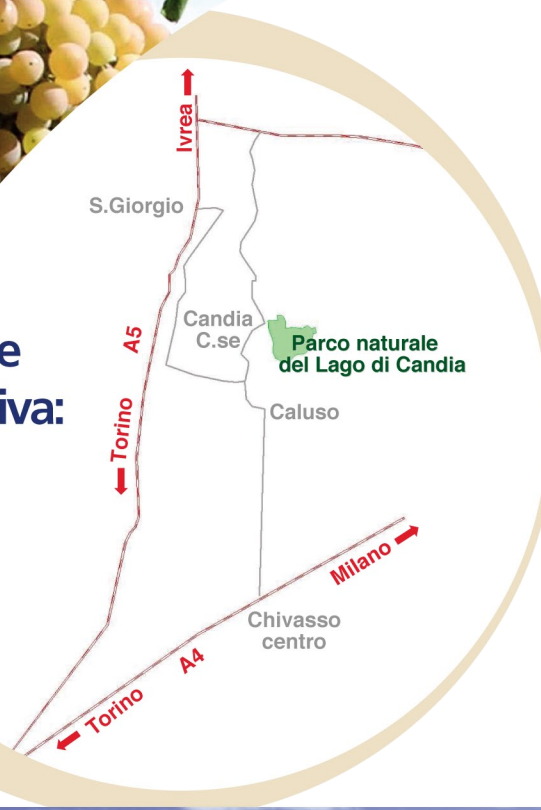 Ivrea
S.Giorgio
A5
Candia
C.se
Parco naturale
del Lago di Candia
e
iva:
Torino
Caluso
Milano
Chivasso
centro
A4
Torino